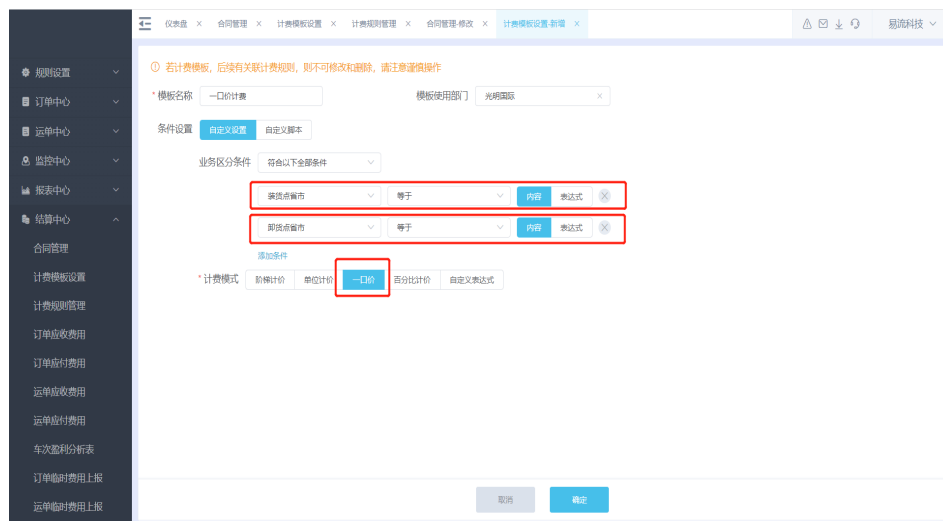 仪表盘 × 合同管理 × 计费模板设置 × 计费规则管理 × 合同管理-修改 × 计费模板设置-新增 × 易流科技
规则设置
订单中心
运单中心
监控中心
报表中心
结算中心
合同管理
计费模板设置
计费规则管理
订单应收费用
订单应付费用
运单应收费用
运单应付费用
车次盈利分析表
订单临时费用上报
运单临时费用上报
若计费模板,后续有关联计费规则,则不可修改和删除,请注意谨慎操作
* 模板名称 一口价计费 模板使用部门 光明国际 ×
条件设置 自定义设置 自定义脚本
业务区分条件 符合以下全部条件
装货点省市 等于 内容 表达式
卸货点省市 等于 内容 表达式
添加条件
* 计费模式 阶梯计价 单位计价 一口价 百分比计价 自定义表达式
取消 确定